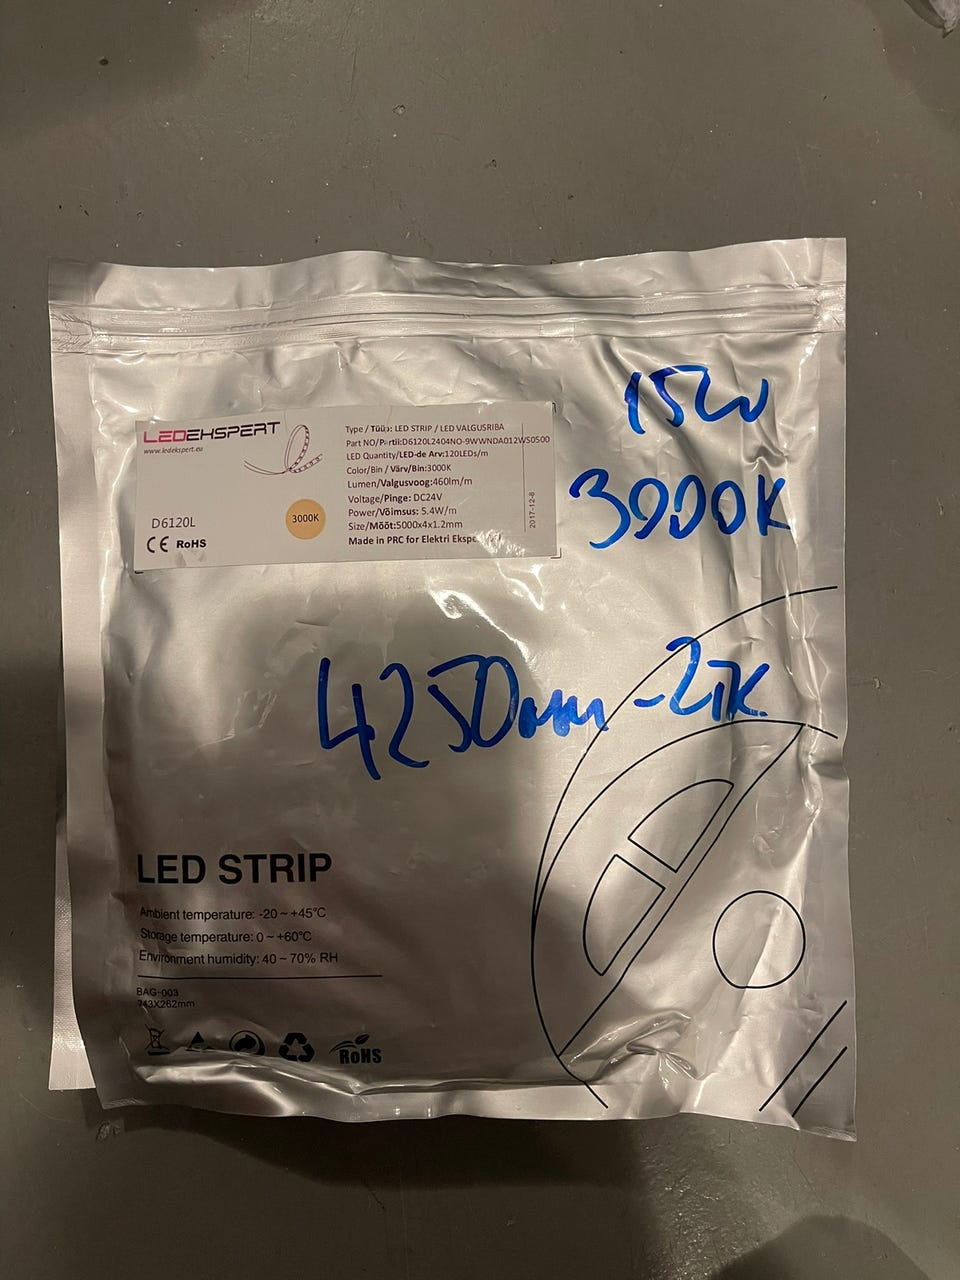 15W
3000K
LEDEKSPERT
www.ledekspert.eu
D6120L
CE RoHS
3000K
Type / Tüüp: LED STRIP / LED VALGUSRIBA
Part NO/Partii:D6120L2404NO-9WWNDA012WS0500
LED Quantity/LED-de Arv:120LEDs/m
Color/Bin / Värv/Bin:3000K
Lumen/Valgusvoog:460lm/m
Voltage/Pinge: DC24V
Power/Võimsus: 5.4W/m
Size/Mõõt:5000x4x1.2mm
Made in PRC for Elektri
2017-12-8
4250mm - 2TK
LED STRIP
Ambient temperature: -20 ~ +45°C
Storage temperature: 0 ~ +60°C
Environment humidity: 40 ~ 70% RH
BAG-003
743X262mm
RoHS